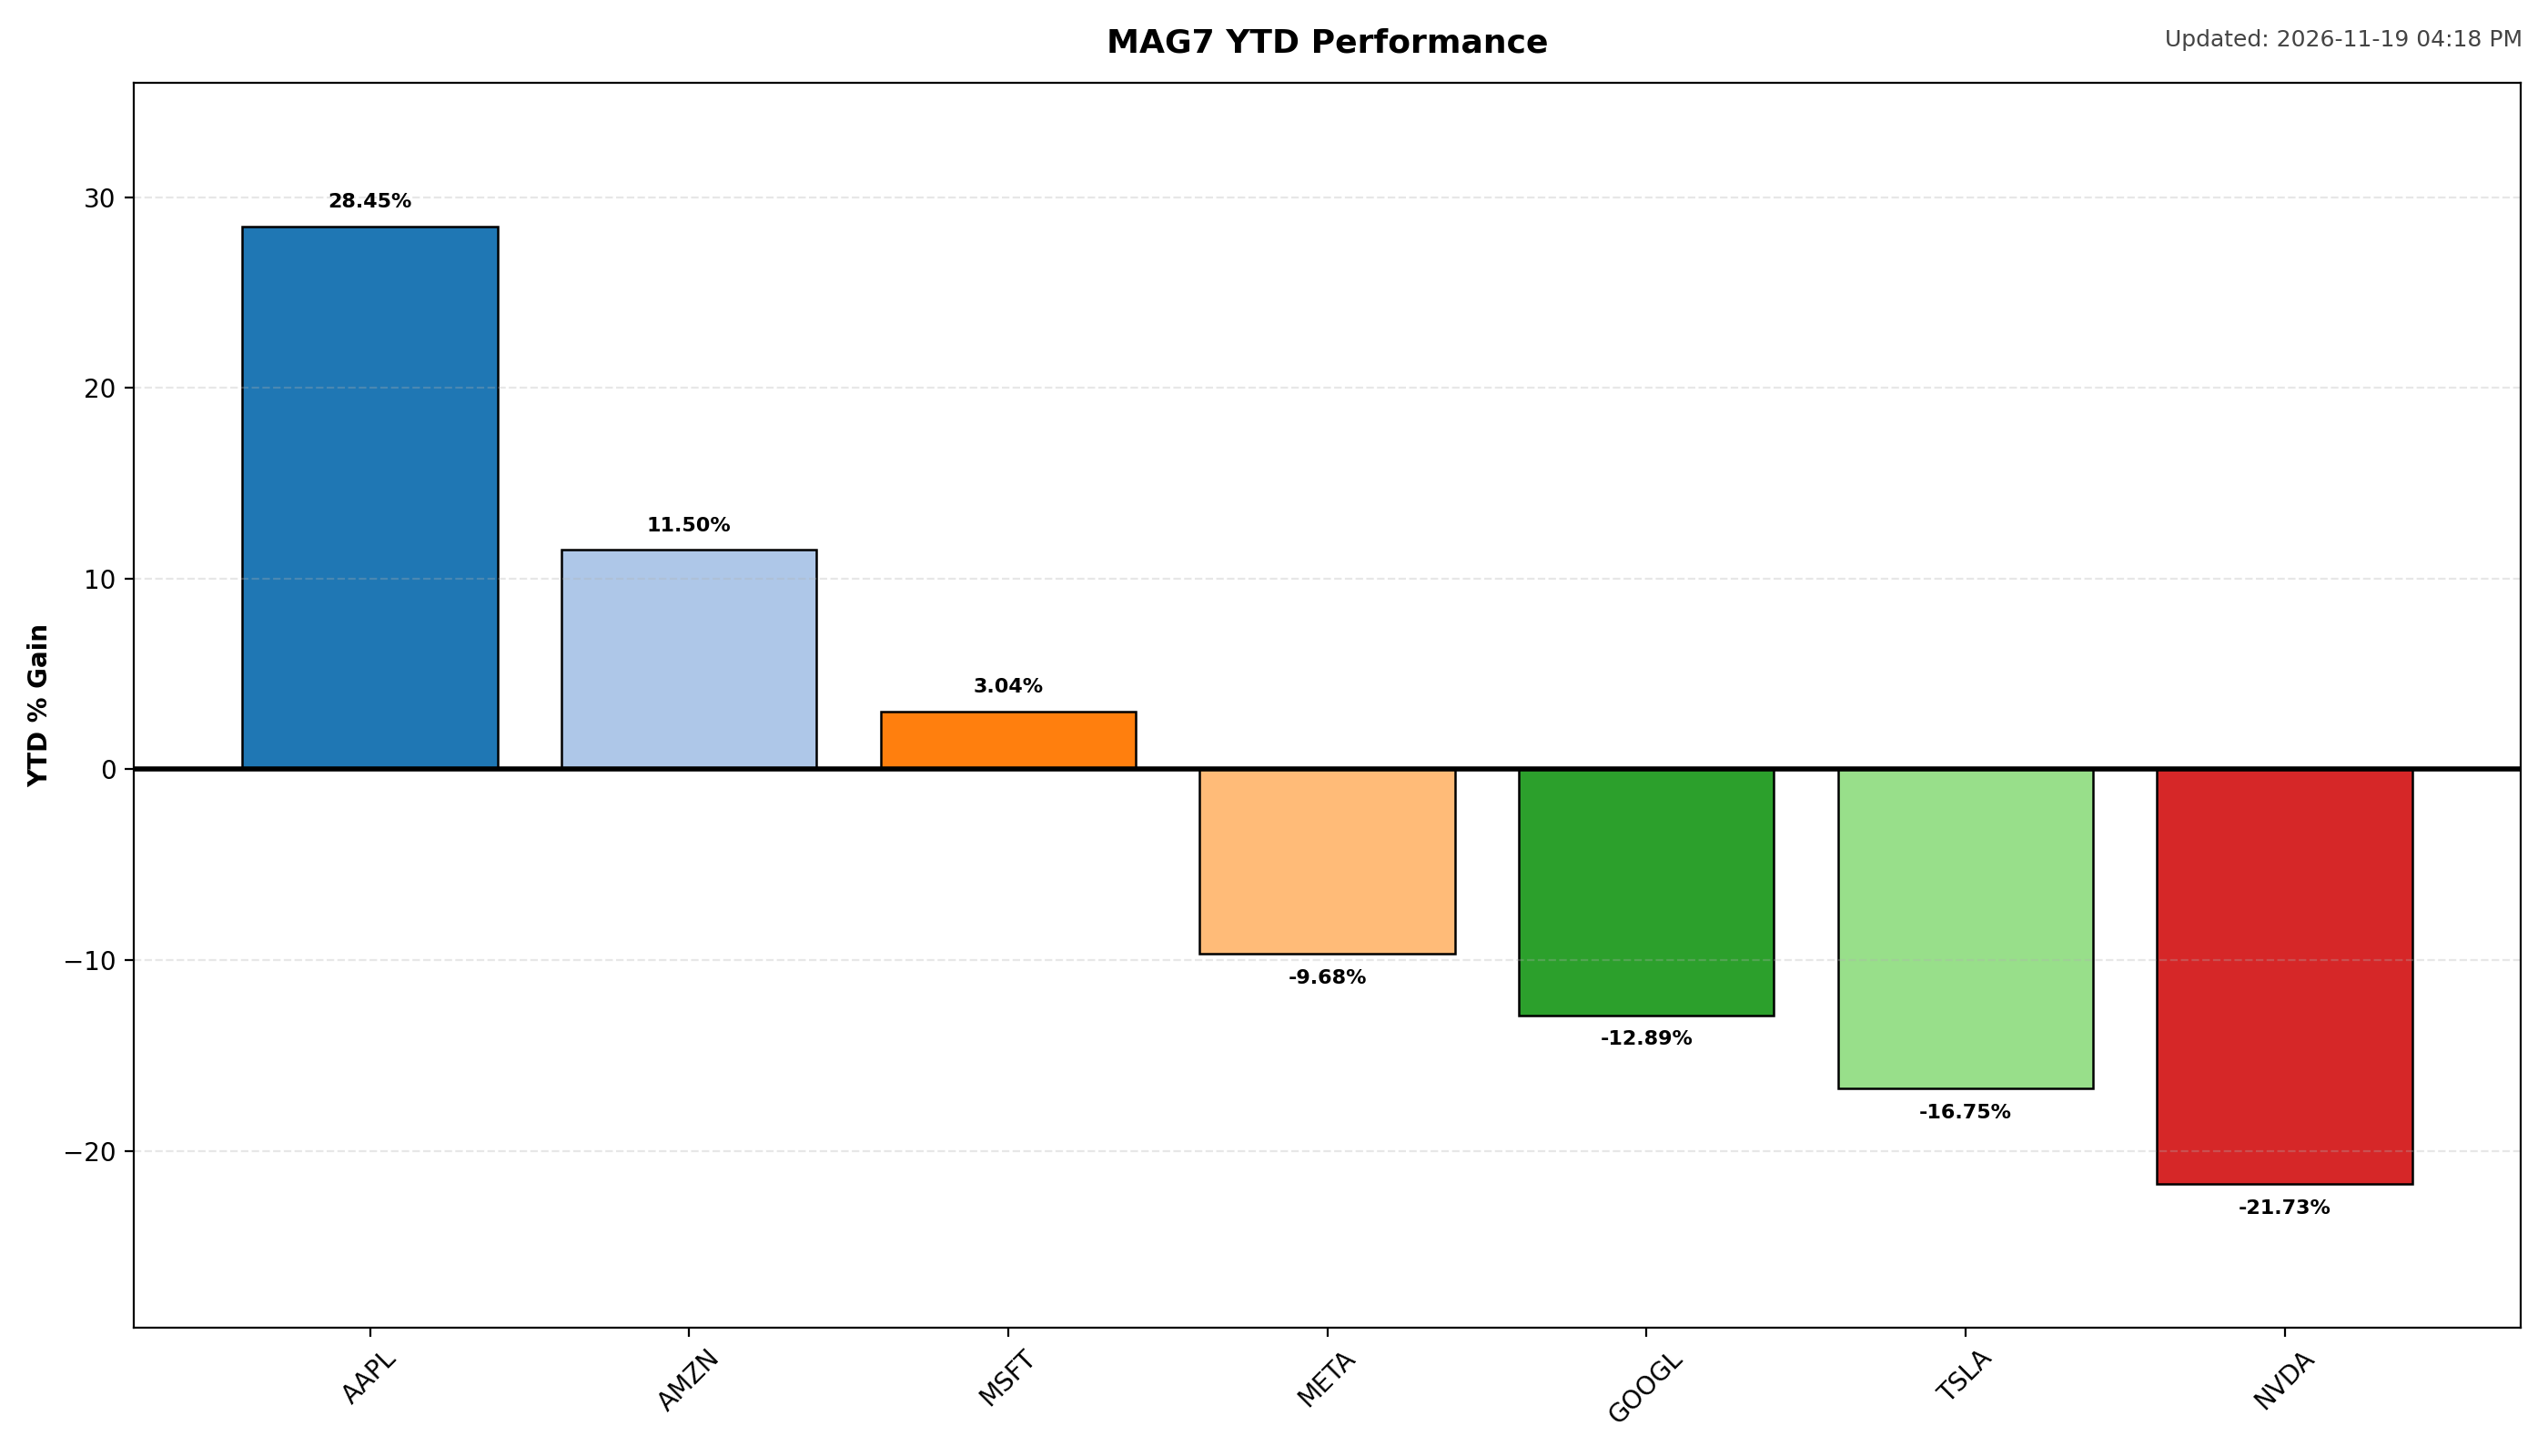 MAG7 YTD Performance
Updated: 2026-11-19 04:18 PM
YTD % Gain
30
20
10
0
−10
−20
28.45%
11.50%
3.04%
-9.68%
-12.89%
-16.75%
-21.73%
AAPL
AMZN
MSFT
META
GOOGL
TSLA
NVDA